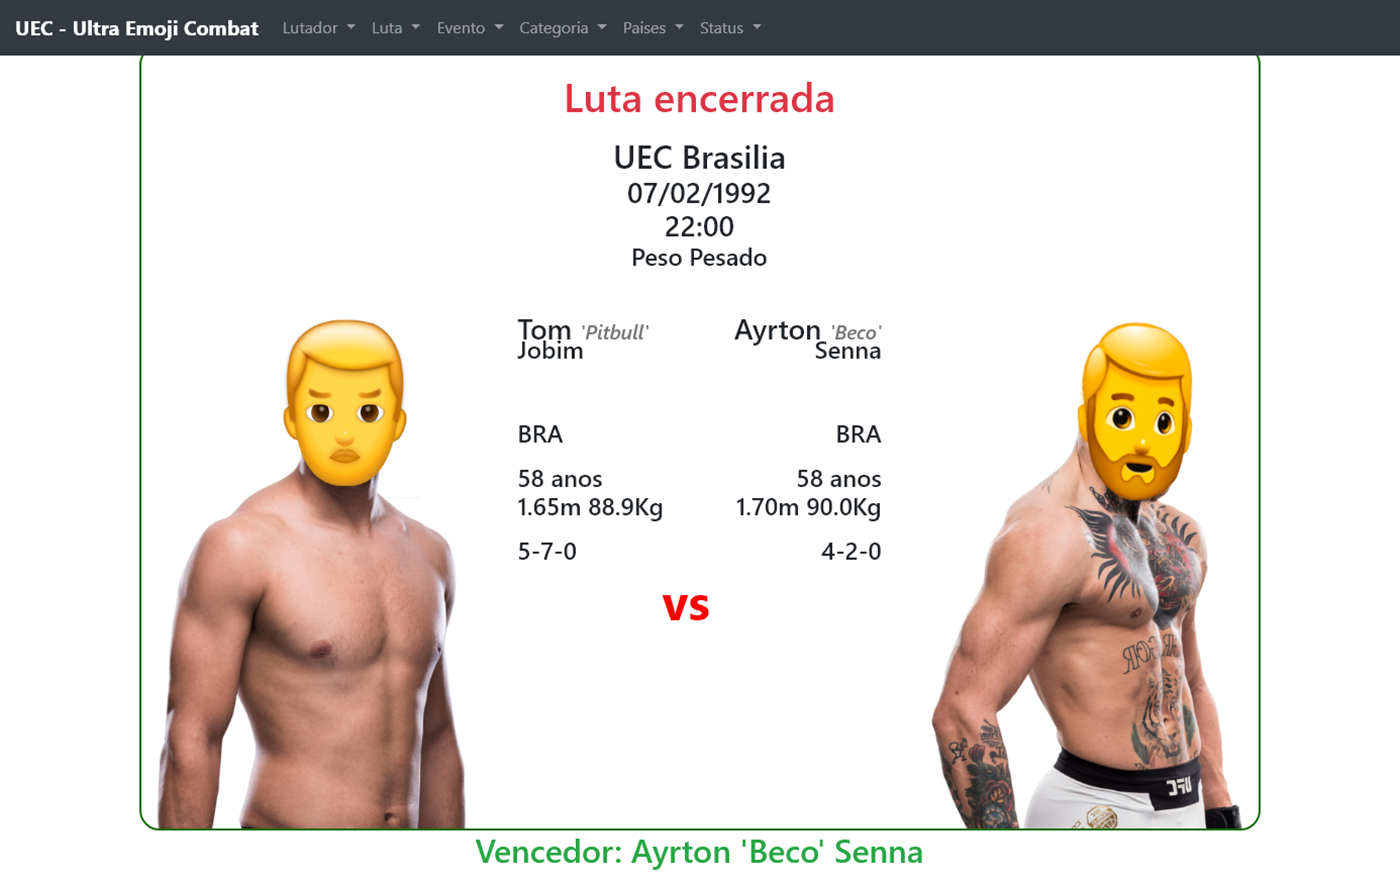 UEC - Ultra Emoji Combat Lutador Luta Evento Categoria Paises Status
Luta encerrada
UEC Brasilia
07/02/1992
22:00
Peso Pesado
Tom 'Pitbull'
Jobim
BRA
58 anos
1.65m 88.9Kg
5-7-0
Ayrton 'Beco'
Senna
BRA
58 anos
1.70m 90.0Kg
4-2-0
vs
Vencedor: Ayrton 'Beco' Senna